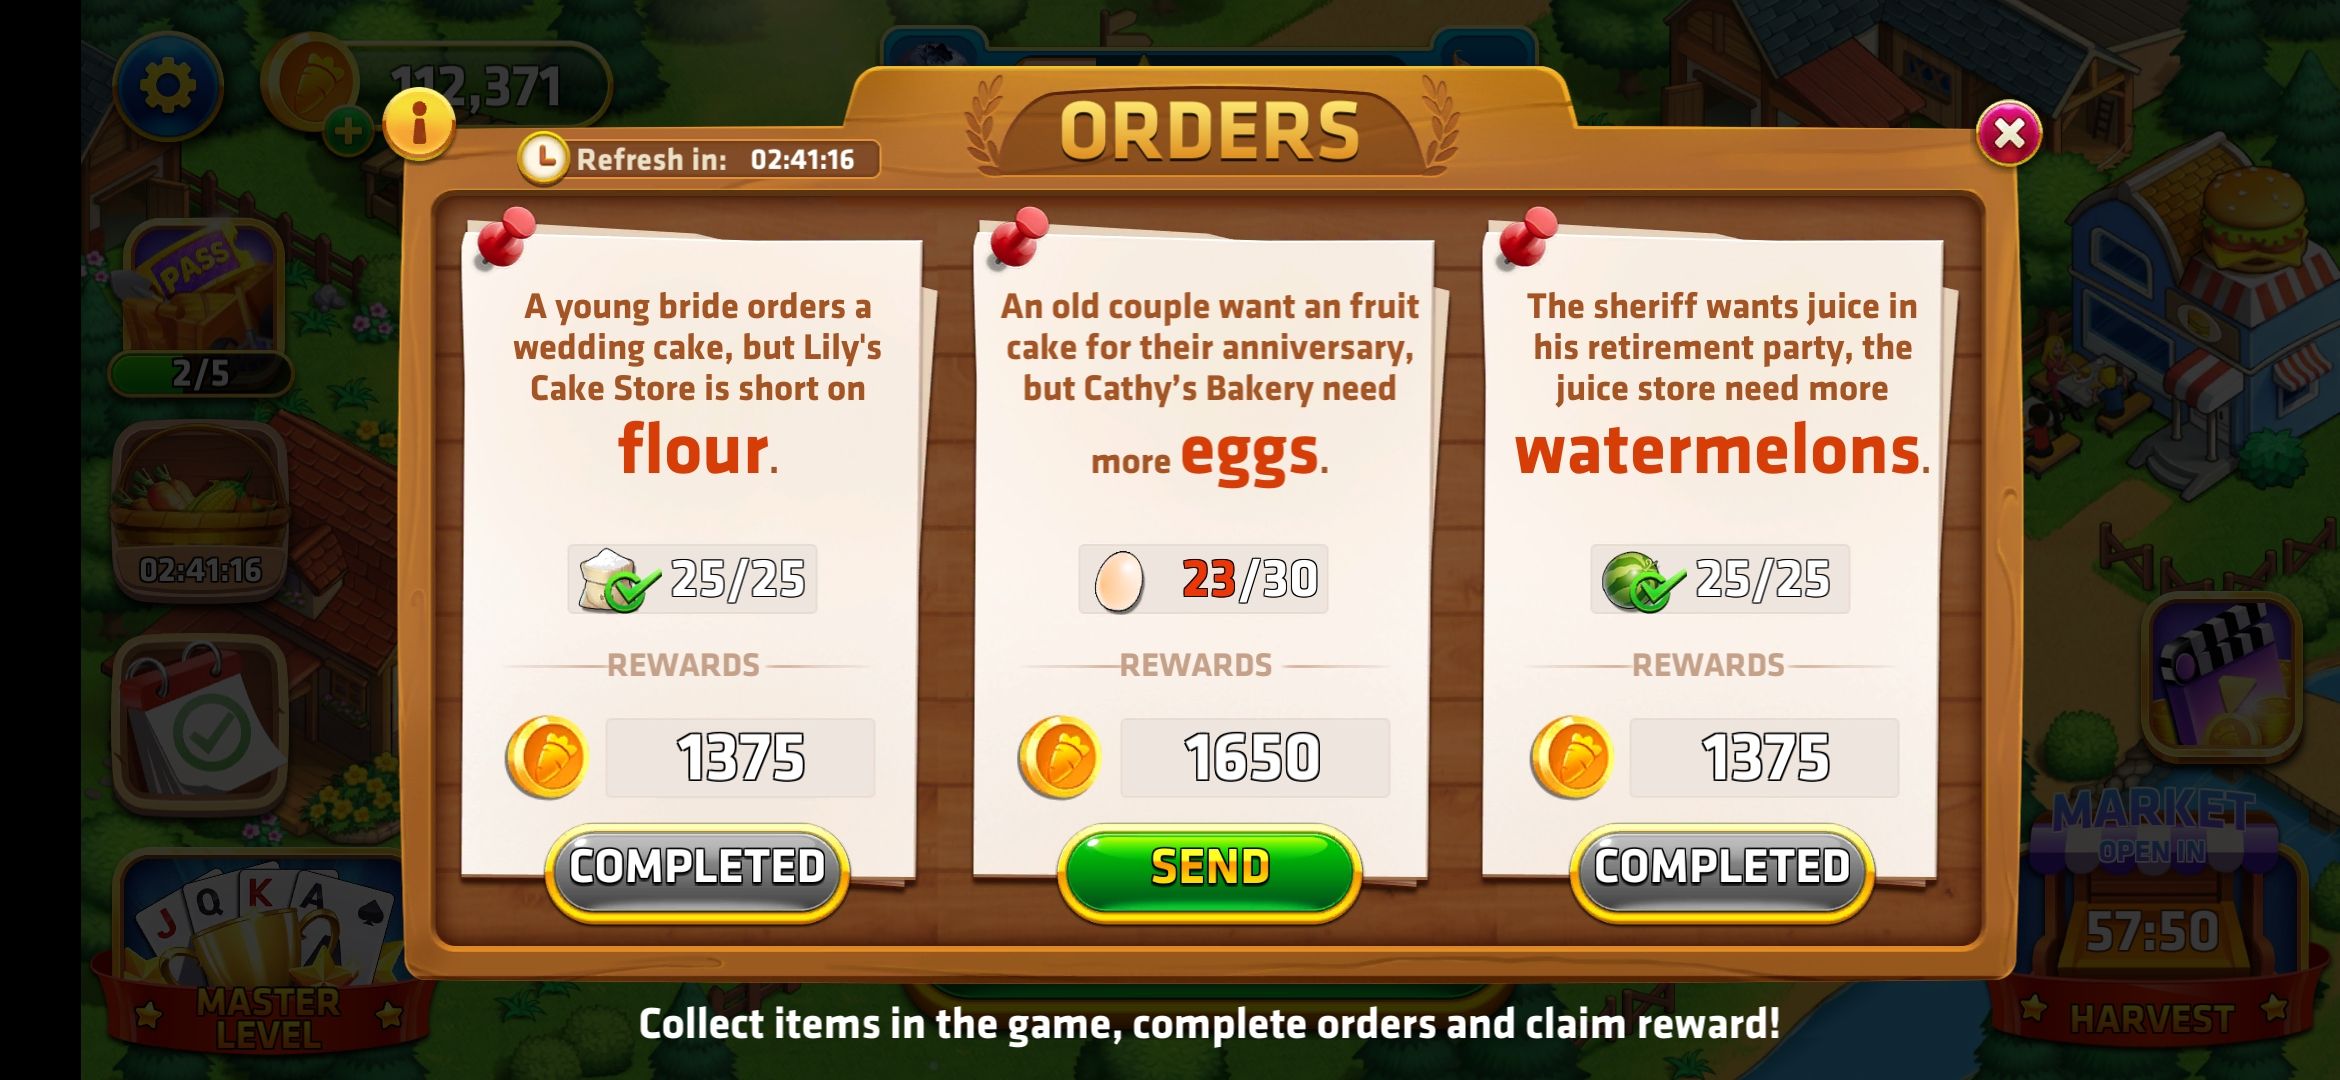 112,371
ORDERS
Refresh in: 02:41:16
A young bride orders a
wedding cake, but Lily's
Cake Store is short on
flour.
25/25
REWARDS
1375
COMPLETED
An old couple want an fruit
cake for their anniversary,
but Cathy’s Bakery need
more eggs.
23/30
REWARDS
1650
SEND
The sheriff wants juice in
his retirement party, the
juice store need more
watermelons.
25/25
REWARDS
1375
COMPLETED
Collect items in the game, complete orders and claim reward!
PASS
2/5
02:41:16
J Q K A
MASTER
LEVEL
MARKET
OPEN IN
57:50
HARVEST